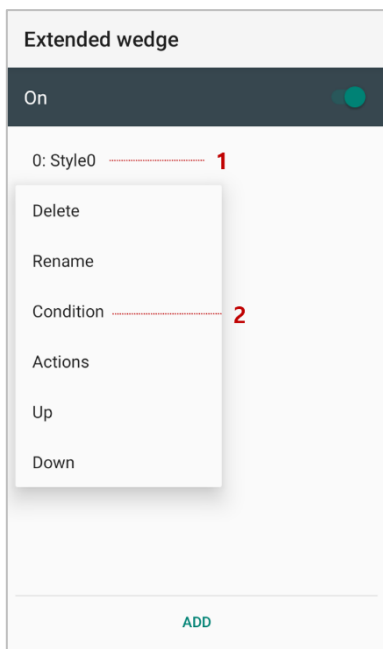 Extended wedge
On
0: Style0 1
Delete
Rename
Condition 2
Actions
Up
Down
ADD